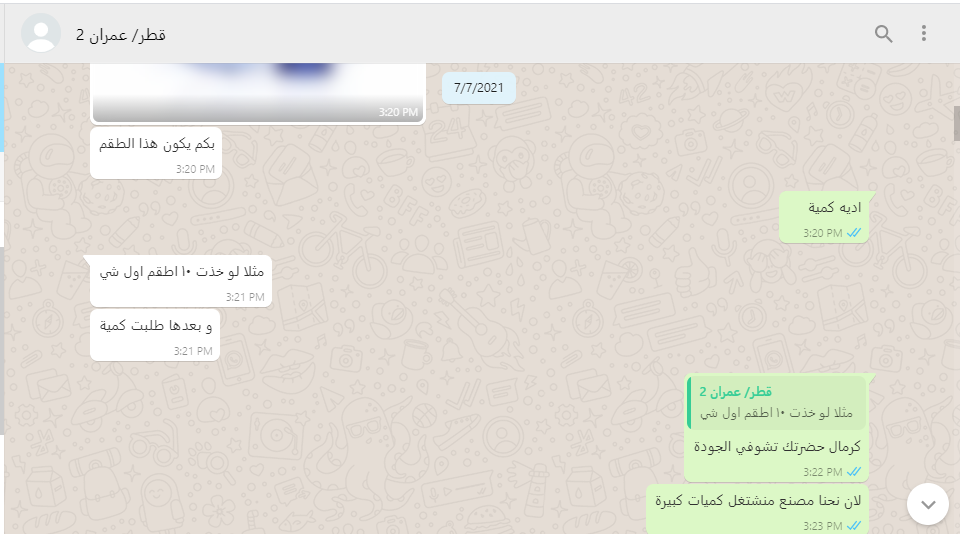 قطر/ عمران 2
7/7/2021
3:20 PM
بكم يكون هذا الطقم
3:20 PM
اديه كمية
3:20 PM
مثلا لو خذت ١٠ اطقم اول شي
3:21 PM
و بعدها طلبت كمية
3:21 PM
قطر/ عمران 2
مثلا لو خذت ١٠ اطقم اول شي
كرمال حضرتك تشوفي الجودة
3:22 PM
لان نحنا مصنع منشتغل كميات كبيرة
3:23 PM